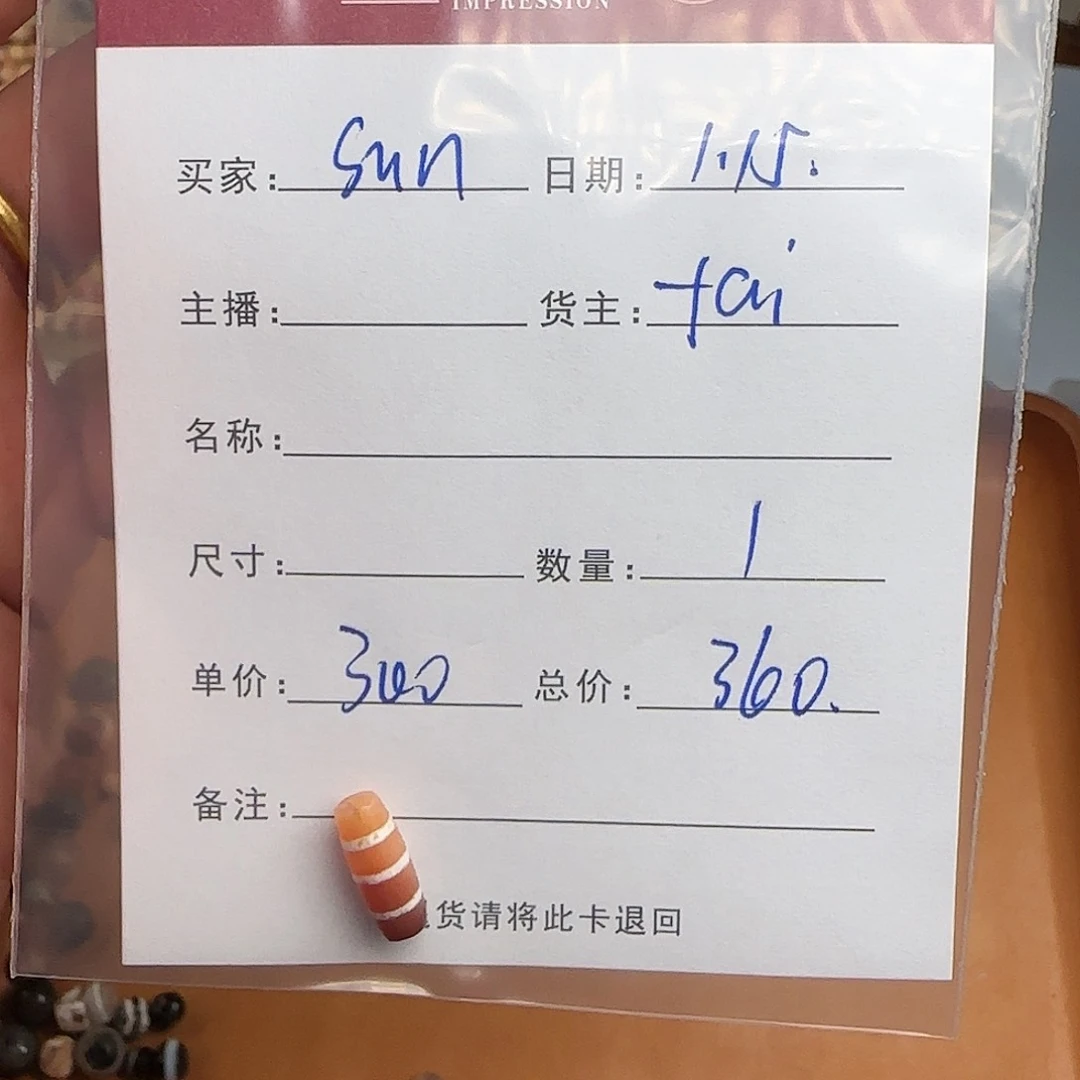 IMPRESSION
买家: Sun 日期: 1.15.
主播: 货主: tai
名称:
尺寸: 数量: 1
单价: 300 总价: 360.
备注:
货请将此卡退回